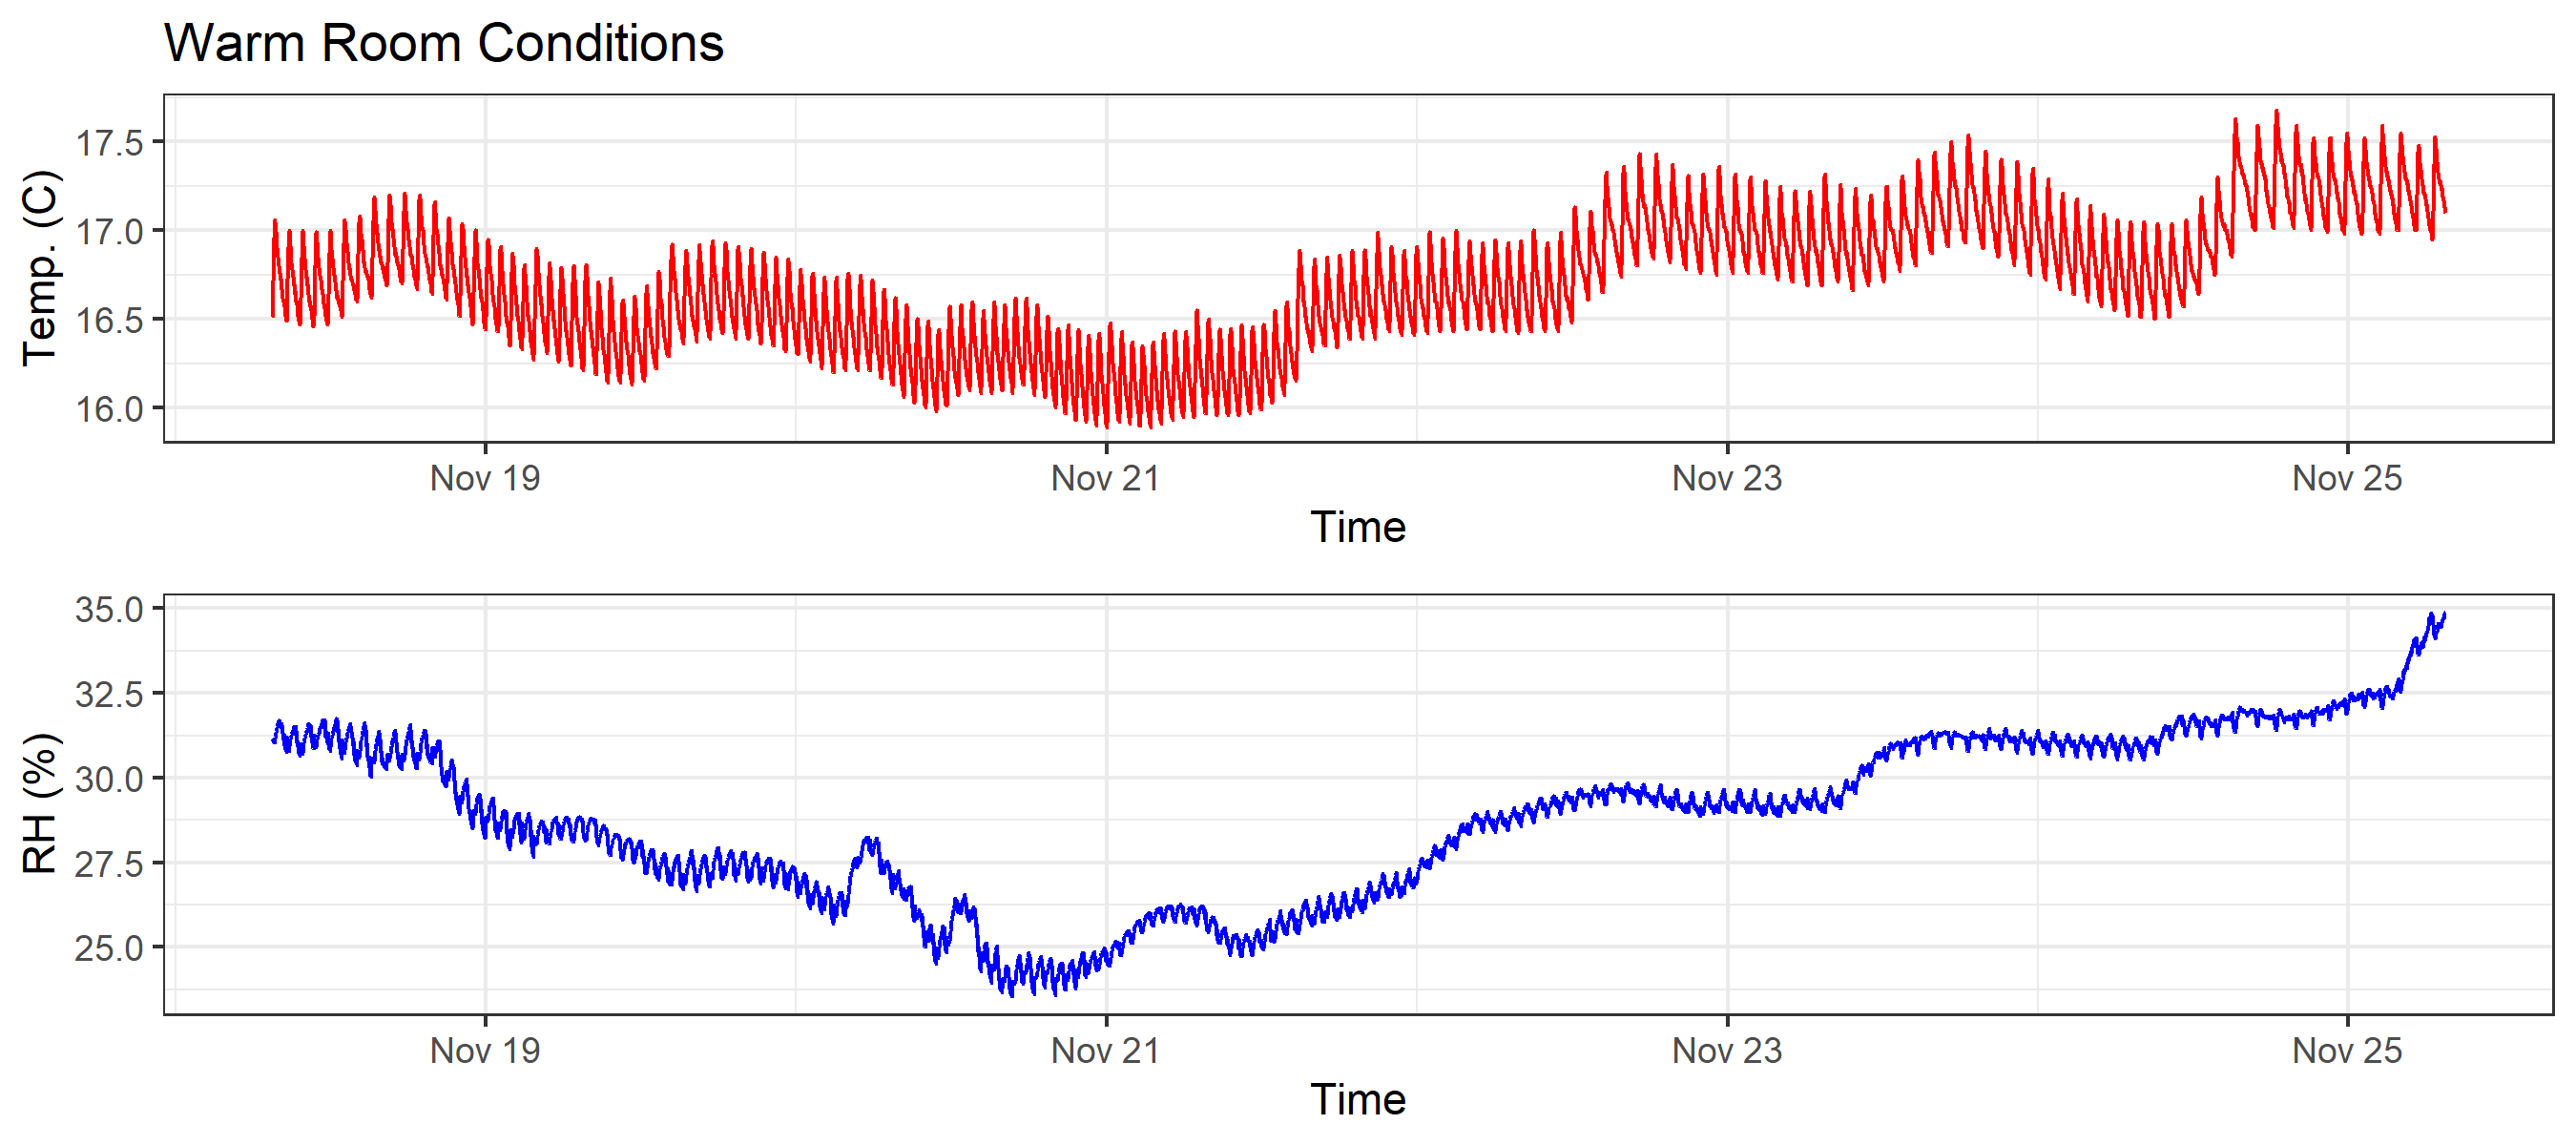 Warm Room Conditions
Temp. (C)
17.5
17.0
16.5
16.0
Nov 19 Nov 21 Nov 23 Nov 25
Time
RH (%)
35.0
32.5
30.0
27.5
25.0
Nov 19 Nov 21 Nov 23 Nov 25
Time